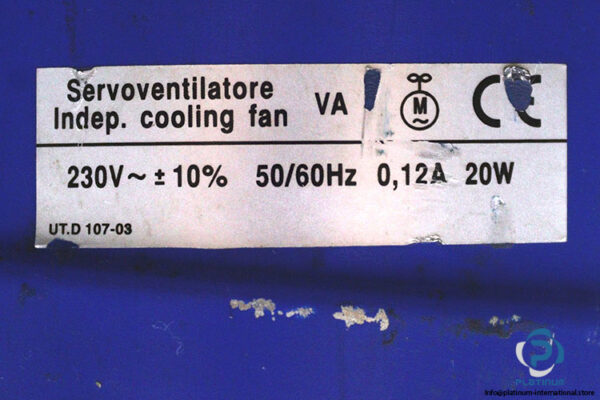 Servoventilatore
Indep. cooling fan VA M ~ CE
230V~ ± 10% 50/60Hz 0,12A 20W
UT.D 107-03
PLATINUM
info@platinum-international.store